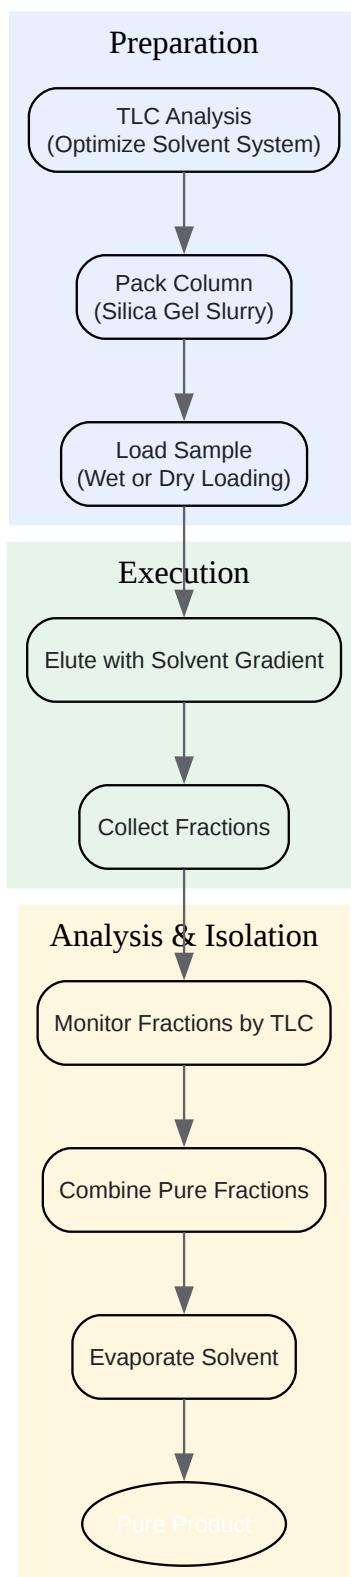 Preparation
TLC Analysis
(Optimize Solvent System)
Pack Column
(Silica Gel Slurry)
Load Sample
(Wet or Dry Loading)
Execution
Elute with Solvent Gradient
Collect Fractions
Analysis & Isolation
Monitor Fractions by TLC
Combine Pure Fractions
Evaporate Solvent
Pure Product